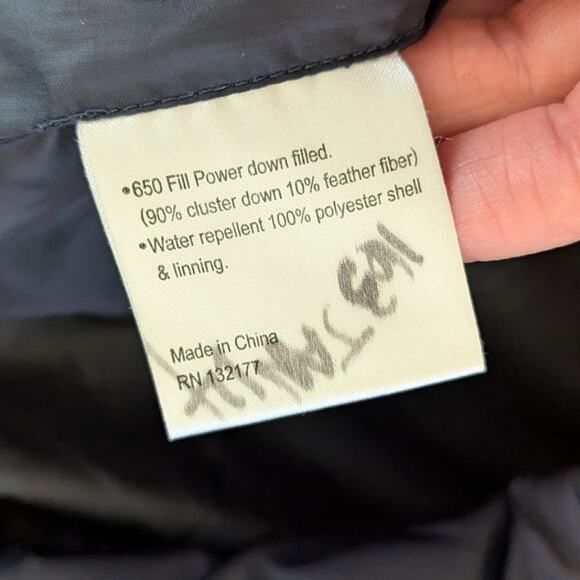 •650 Fill Power down filled.
(90% cluster down 10% feather fiber)
•Water repellent 100% polyester shell
& linning.
Made in China
RN 132177